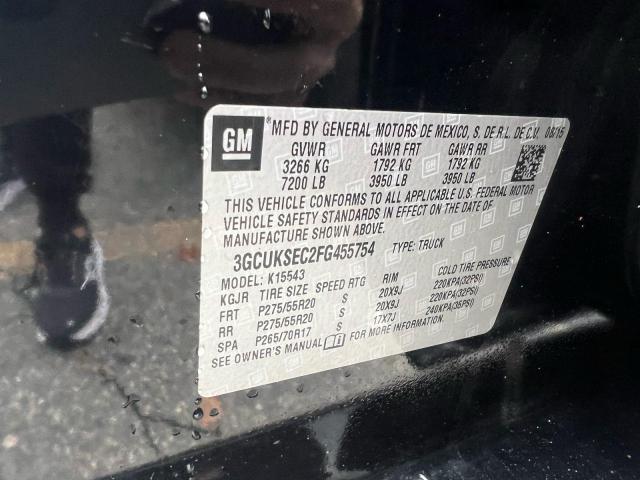 GM
*MFD BY GENERAL MOTORS DE MEXICO, S. DE R.L. DE C.V. 08/15
GVWR GAWR FRT GAWR RR
3266 KG 1792 KG 1792 KG
7200 LB 3950 LB 3950 LB
THIS VEHICLE CONFORMS TO ALL APPLICABLE U.S. FEDERAL MOTOR
VEHICLE SAFETY STANDARDS IN EFFECT ON THE DATE OF
MANUFACTURE SHOWN ABOVE.
3GCUKSEC2FG455754 TYPE: TRUCK
MODEL: K15543
KGJR TIRE SIZE SPEED RTG RIM COLD TIRE PRESSURE
FRT P275/55R20 S 20X9J 220KPA(32PSI)
RR P275/55R20 S 20X9J 220KPA(32PSI)
SPA P265/70R17 S 17X7J 240KPA(35PSI)
SEE OWNER'S MANUAL FOR MORE INFORMATION.